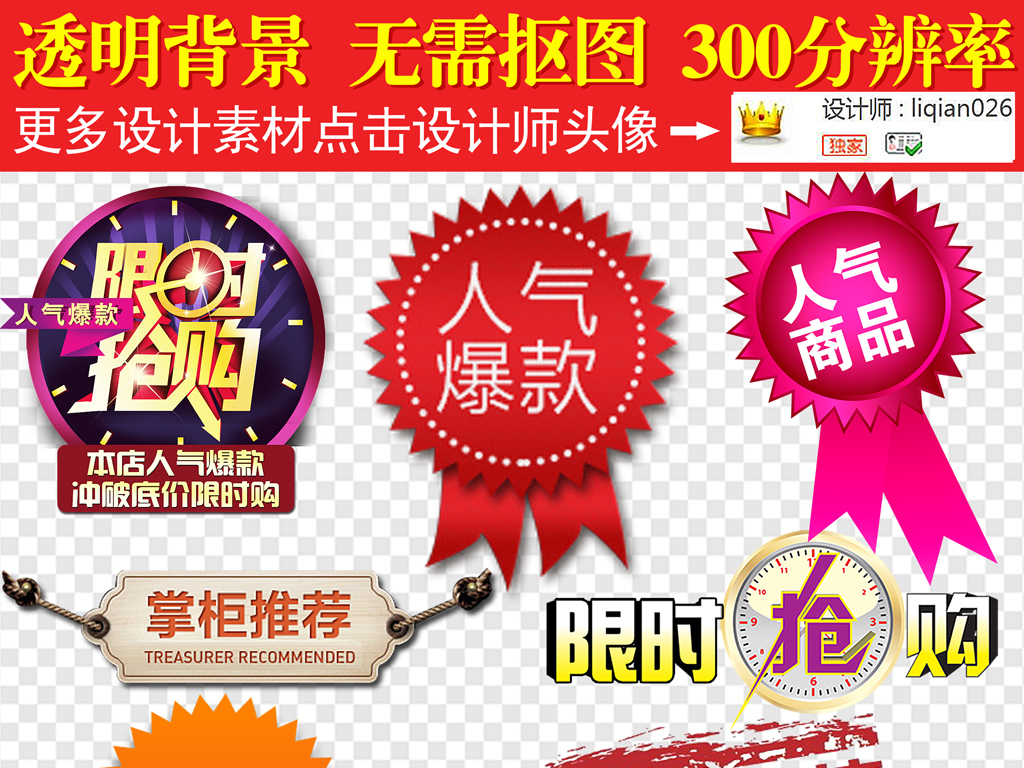 透明背景 无需抠图 300分辨率
更多设计素材点击设计师头像
设计师：liqian026
独家
限时
抢购
人气爆款
本店人气爆款
冲破底价限时购
人气
爆款
人气
商品
掌柜推荐
TREASURER RECOMMENDED
限时抢购